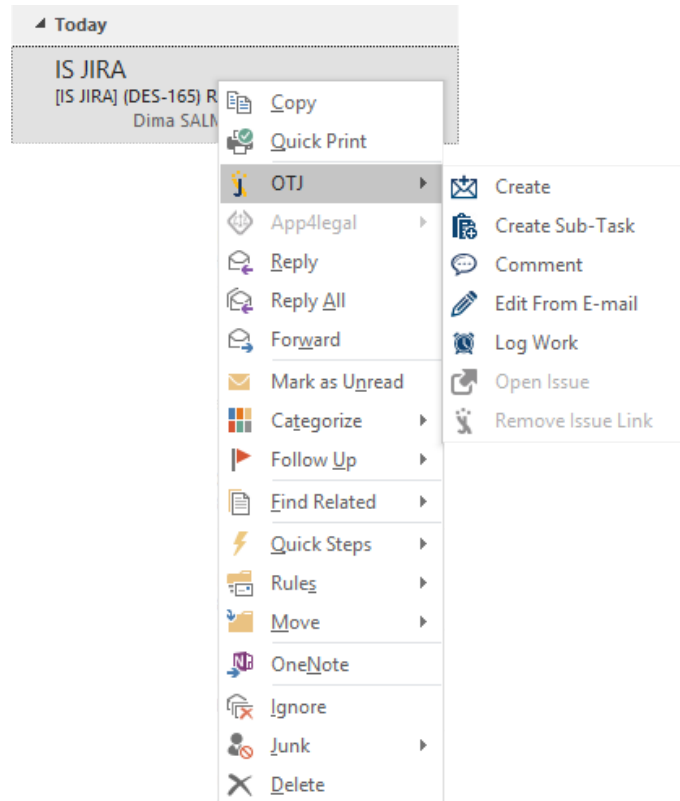 Today
IS JIRA
[IS JIRA] (DES-165) R
Dima SALM
Copy
Quick Print
OTJ
App4legal
Reply
Reply All
Forward
Mark as Unread
Categorize
Follow Up
Find Related
Quick Steps
Rules
Move
OneNote
Ignore
Junk
Delete
Create
Create Sub-Task
Comment
Edit From E-mail
Log Work
Open Issue
Remove Issue Link